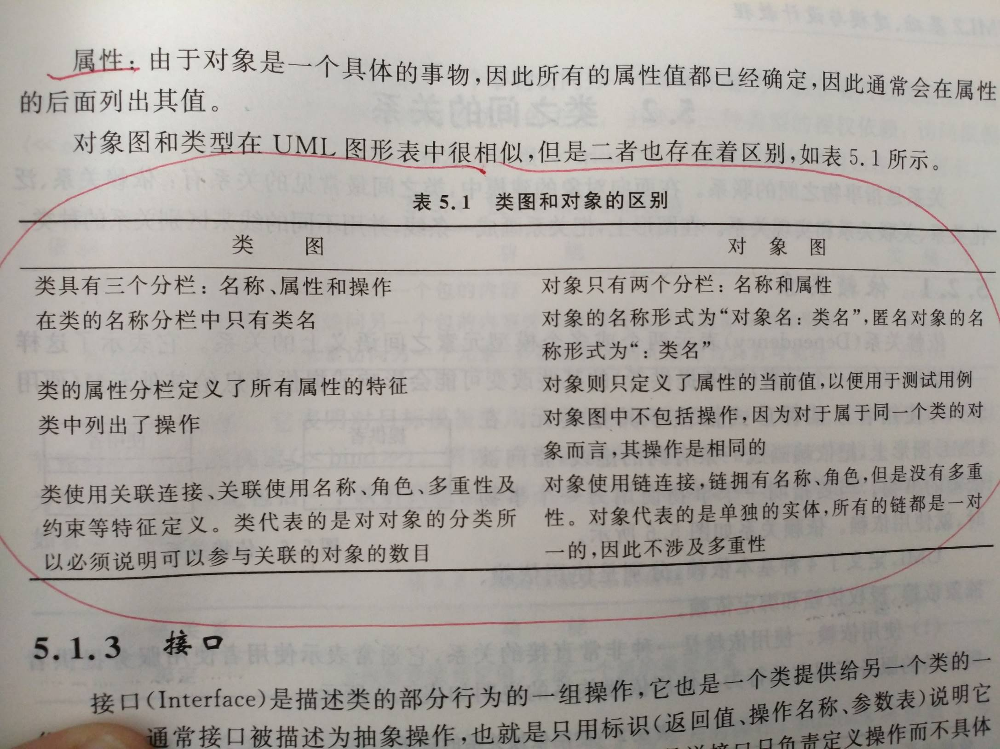 属性：由于对象是一个具体的事物，因此所有的属性值都已经确定，因此通常会在属性
的后面列出其值。
对象图和类型在 UML 图形表中很相似，但是二者也存在着区别，如表 5.1 所示。
表 5.1 类图和对象的区别
类 图 对 象 图
类具有三个分栏：名称、属性和操作 对象只有两个分栏：名称和属性
在类的名称分栏中只有类名 对象的名称形式为“对象名：类名”，匿名对象的名
称形式为“：类名”
类的属性分栏定义了所有属性的特征 对象则只定义了属性的当前值，以便用于测试用例
类中列出了操作 对象图中不包括操作，因为对于属于同一个类的对
象而言，其操作是相同的
类使用关联连接、关联使用名称、角色、多重性及 对象使用链连接，链拥有名称、角色，但是没有多重
约束等特征定义。类代表的是对对象的分类所 性。对象代表的是单独的实体，所有的链都是一对
以必须说明可以参与关联的对象的数目 一的，因此不涉及多重性
5.1.3 接口
接口(Interface)是描述类的部分行为的一组操作，它也是一个类提供给另一个类的一
通常接口被描述为抽象操作，也就是只用标识(返回值、操作名称、参数表)说明它
接口只负责定义操作而不具体